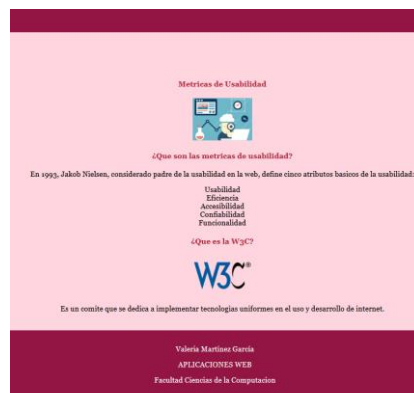 Metricas de Usabilidad
¿Que son las metricas de usabilidad?
En 1993, Jakob Nielsen, considerado padre de la usabilidad en la web, define cinco atributos basicos de la usabilidad:
Usabilidad
Eficiencia
Accesibilidad
Confiabilidad
Funcionalidad
¿Que es la W3C?
W3C®
Es un comite que se dedica a implementar tecnologias uniformes en el uso y desarrollo de internet.
Valeria Martinez Garcia
APLICACIONES WEB
Facultad Ciencias de la Computacion